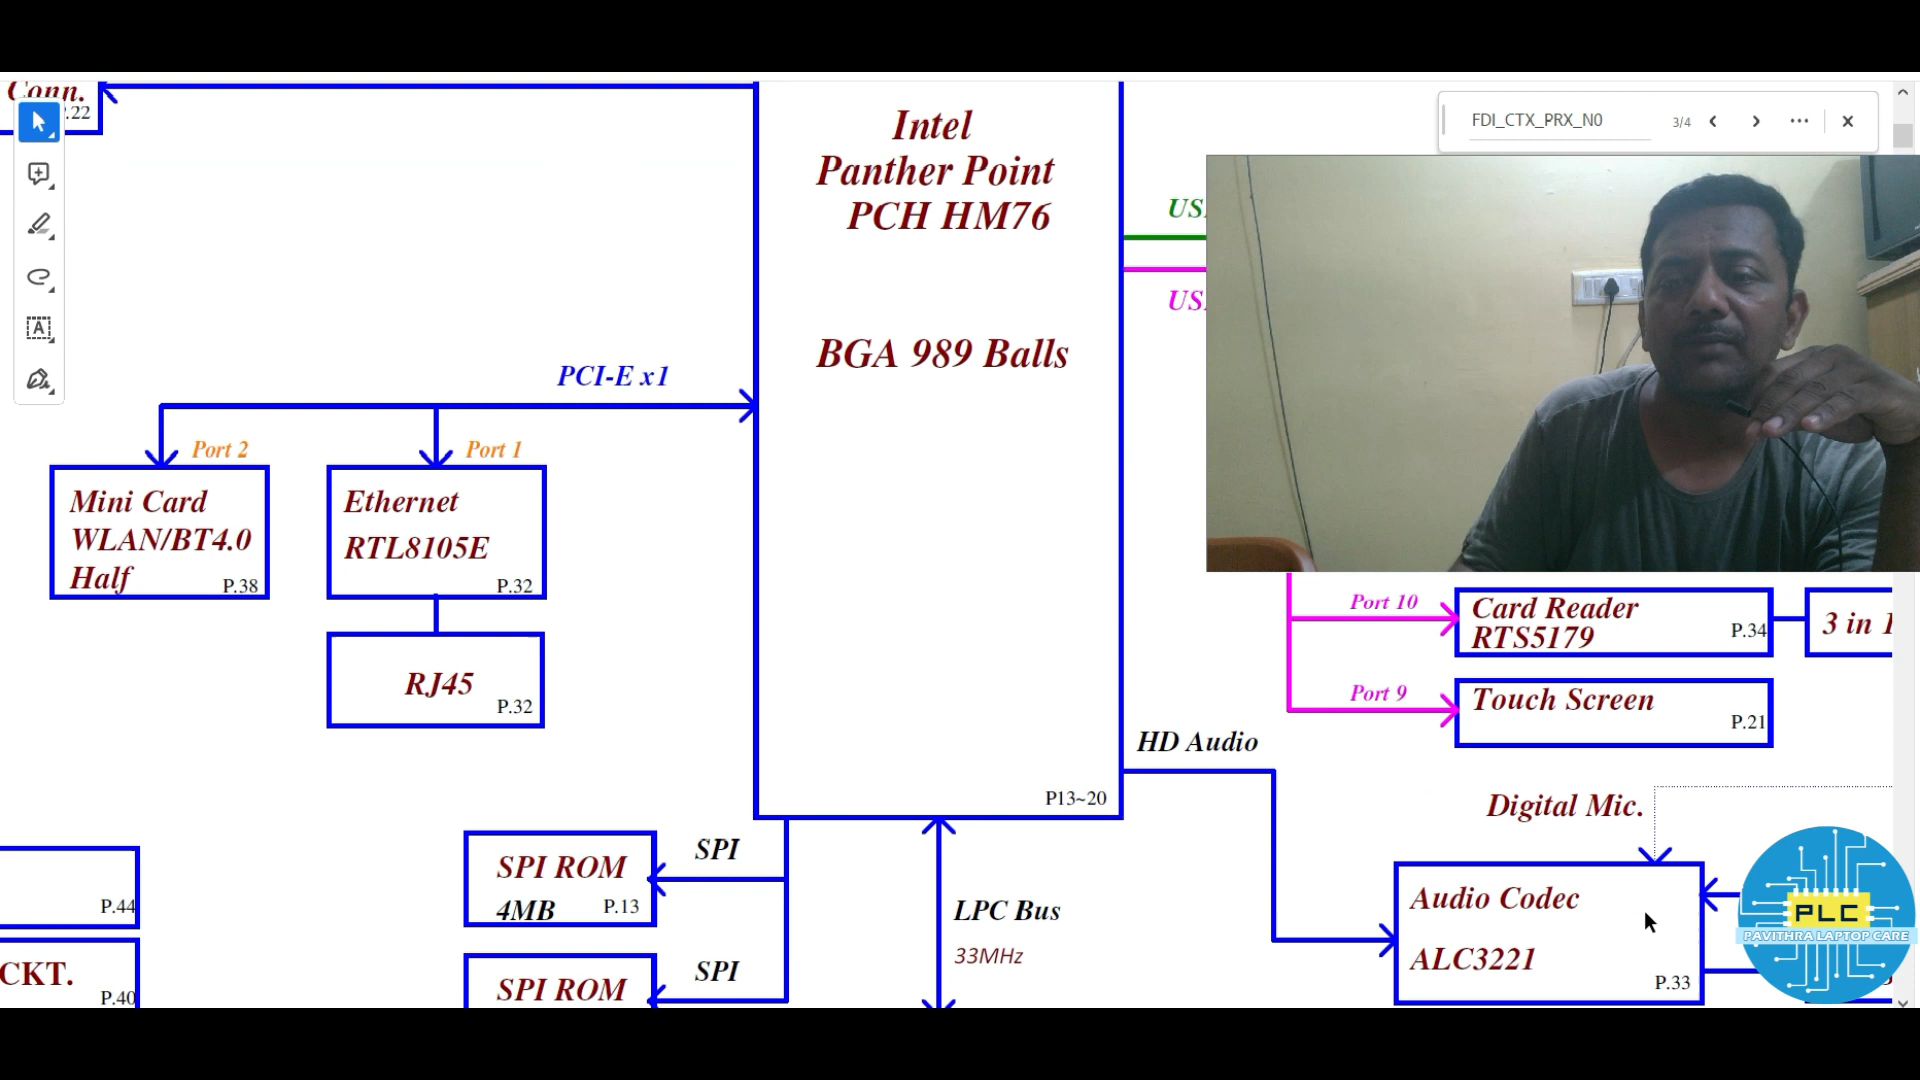 Conn.
.22
FDI_CTX_PRX_N0
3/4
Intel
Panther Point
PCH HM76
BGA 989 Balls
PCI-E x1
Port 2
Port 1
Mini Card
WLAN/BT4.0
Half
P.38
Ethernet
RTL8105E
P.32
RJ45
P.32
Port 10
Card Reader
RTS5179
P.34
3 in 1
Port 9
Touch Screen
P.21
HD Audio
P13~20
Digital Mic.
SPI ROM
4MB
P.13
SPI
LPC Bus
33MHz
Audio Codec
ALC3221
P.33
P.44
CKT.
P.40
SPI ROM
SPI
PLC
PAVITHRA LAPTOP CARE